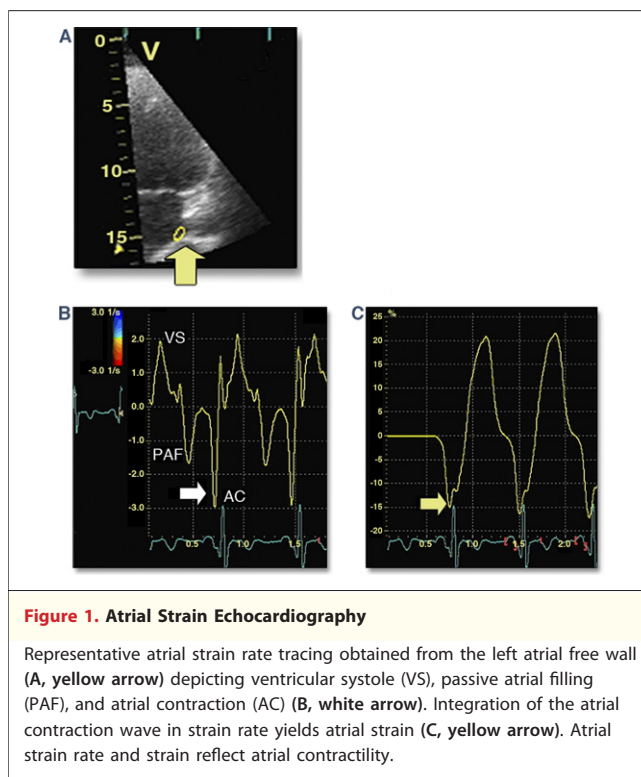 A
V
0
5
10
15
B
3.0 1/s
-3.0 1/s
VS
PAF
AC
2.0
1.0
0.0
-1.0
-2.0
-3.0
0.5
1.0
1.5
C
%
25
20
15
10
5
0
-5
-10
-15
-20
0.5
1.0
1.5
2.0
Figure 1. Atrial Strain Echocardiography
Representative atrial strain rate tracing obtained from the left atrial free wall
(A, yellow arrow) depicting ventricular systole (VS), passive atrial filling
(PAF), and atrial contraction (AC) (B, white arrow). Integration of the atrial
contraction wave in strain rate yields atrial strain (C, yellow arrow). Atrial
strain rate and strain reflect atrial contractility.